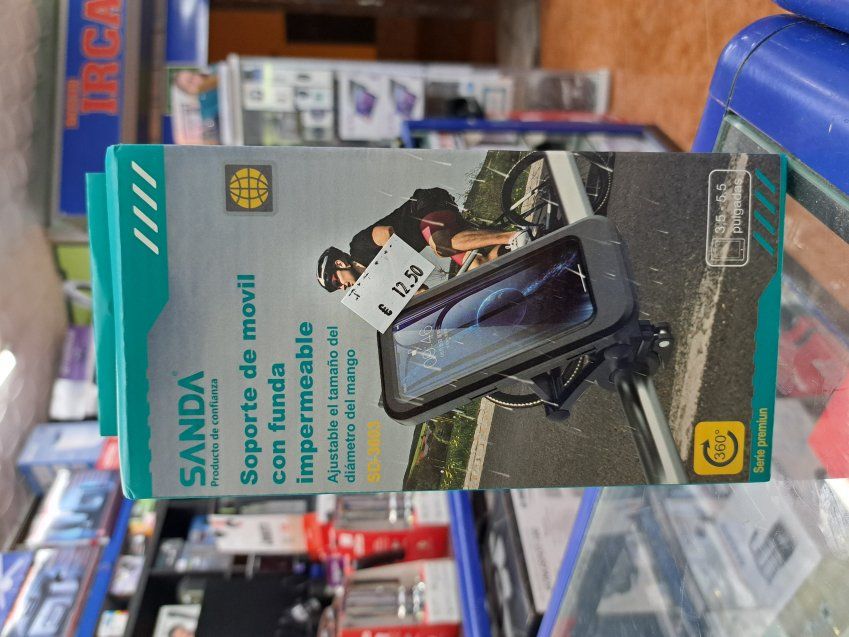 SANDA
Producto de confianza
Soporte de movil
con funda
impermeable
Ajustable el tamaño del
diámetro del mango
SD-3003
€ 12.50
3,5 - 5,5
pulgadas
360°
Serie premiun
IRCA